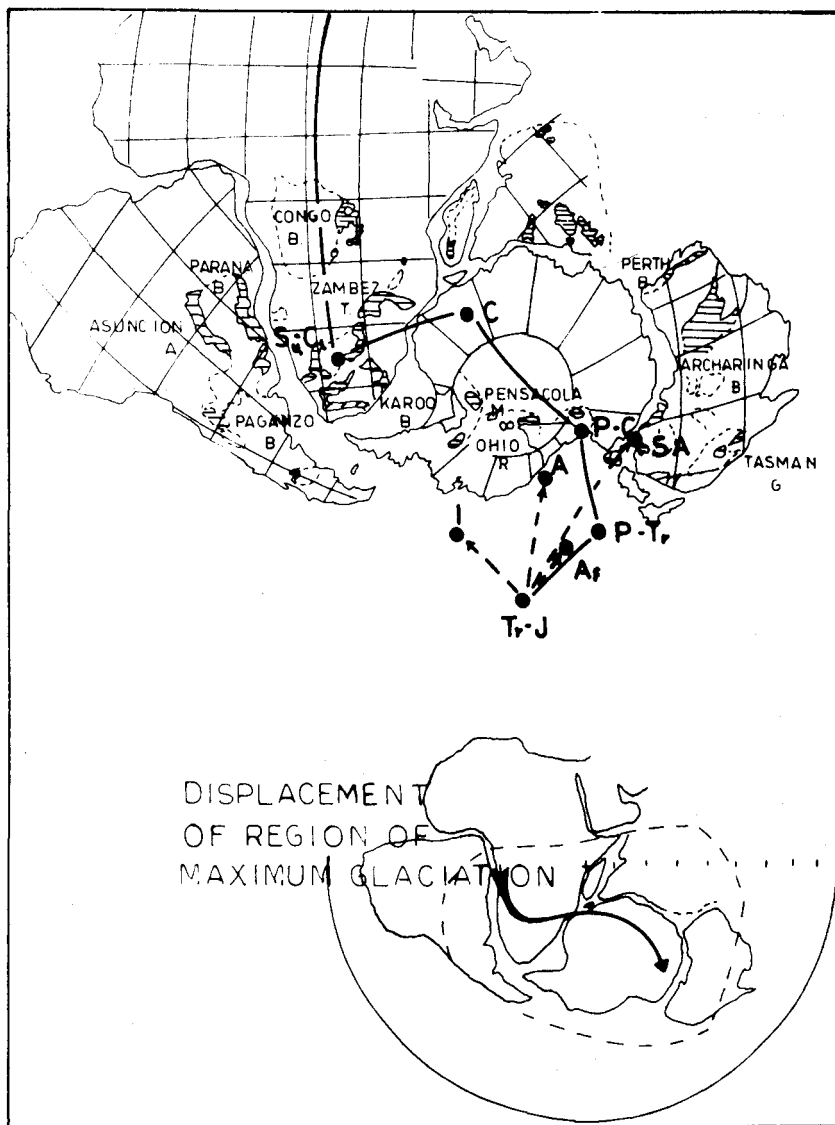 CONGO
B
PARANA
B
ZAMBEZ
T
PERTH
B
C
ASUNCION
A
ARCHARINGA
B
PENSACOLA
M
KAROO
B
PAGANZO
B
OHIO
R
P-C
SA
A
TASMAN
G
P-Tr
Af
Tr-J
DISPLACEMENT
OF REGION OF
MAXIMUM GLACIATION